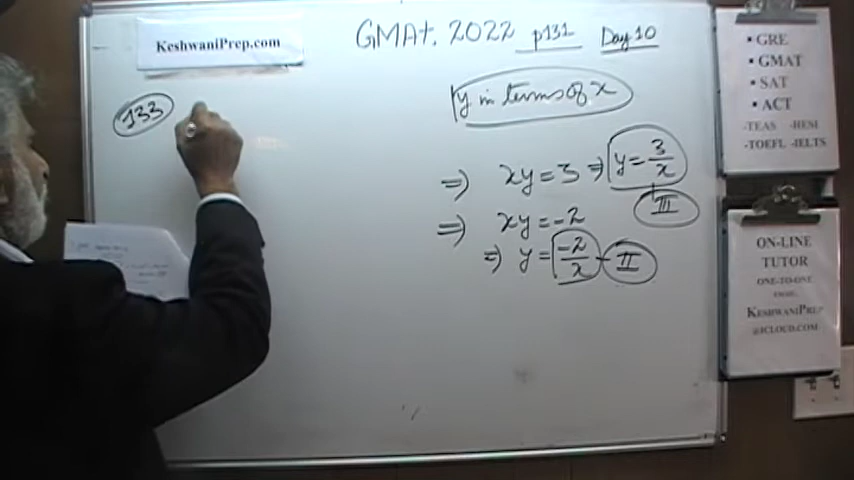 KeshwaniPrep.com
GMAt. 2022 p131 Day 10
133
y in terms of x
⇒ xy = 3 ⇒ y = 3/x
III
⇒ xy = -2
⇒ y = -2/x - II
• GRE
• GMAT
• SAT
• ACT
-TEAS -HESI
-TOEFL -IELTS
ON-LINE
TUTOR
ONE-TO-ONE
KESHWANIPREP
@ICLOUD.COM